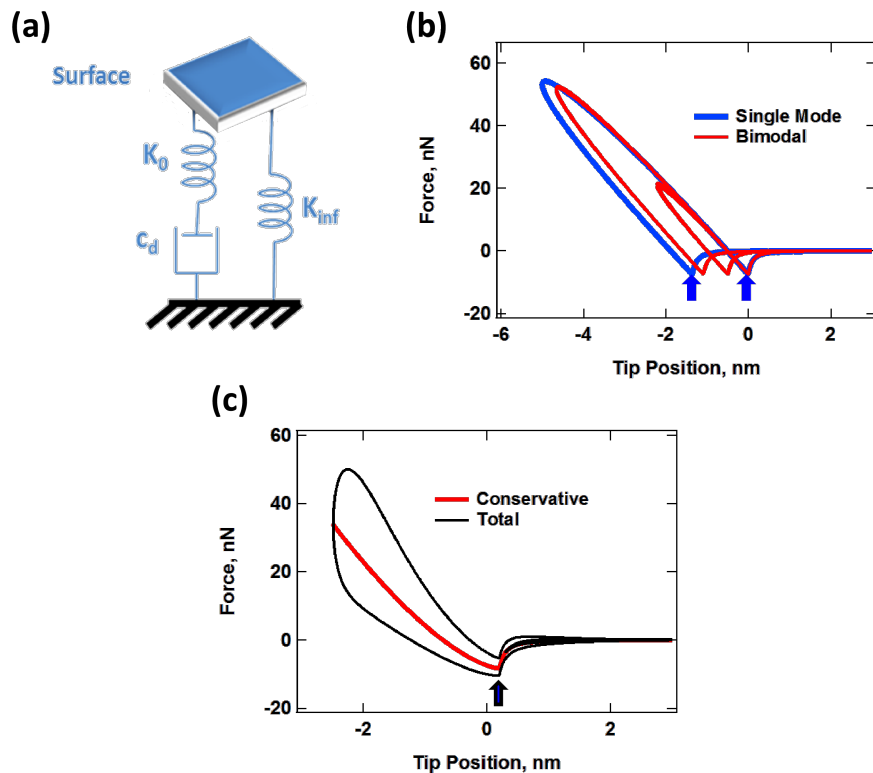 (a)
Surface
K0
cd
Kinf
(b)
60
40
20
0
-20
Force, nN
Single Mode
Bimodal
-6
-4
-2
0
2
Tip Position, nm
(c)
60
40
20
0
-20
Force, nN
Conservative
Total
-2
0
2
Tip Position, nm